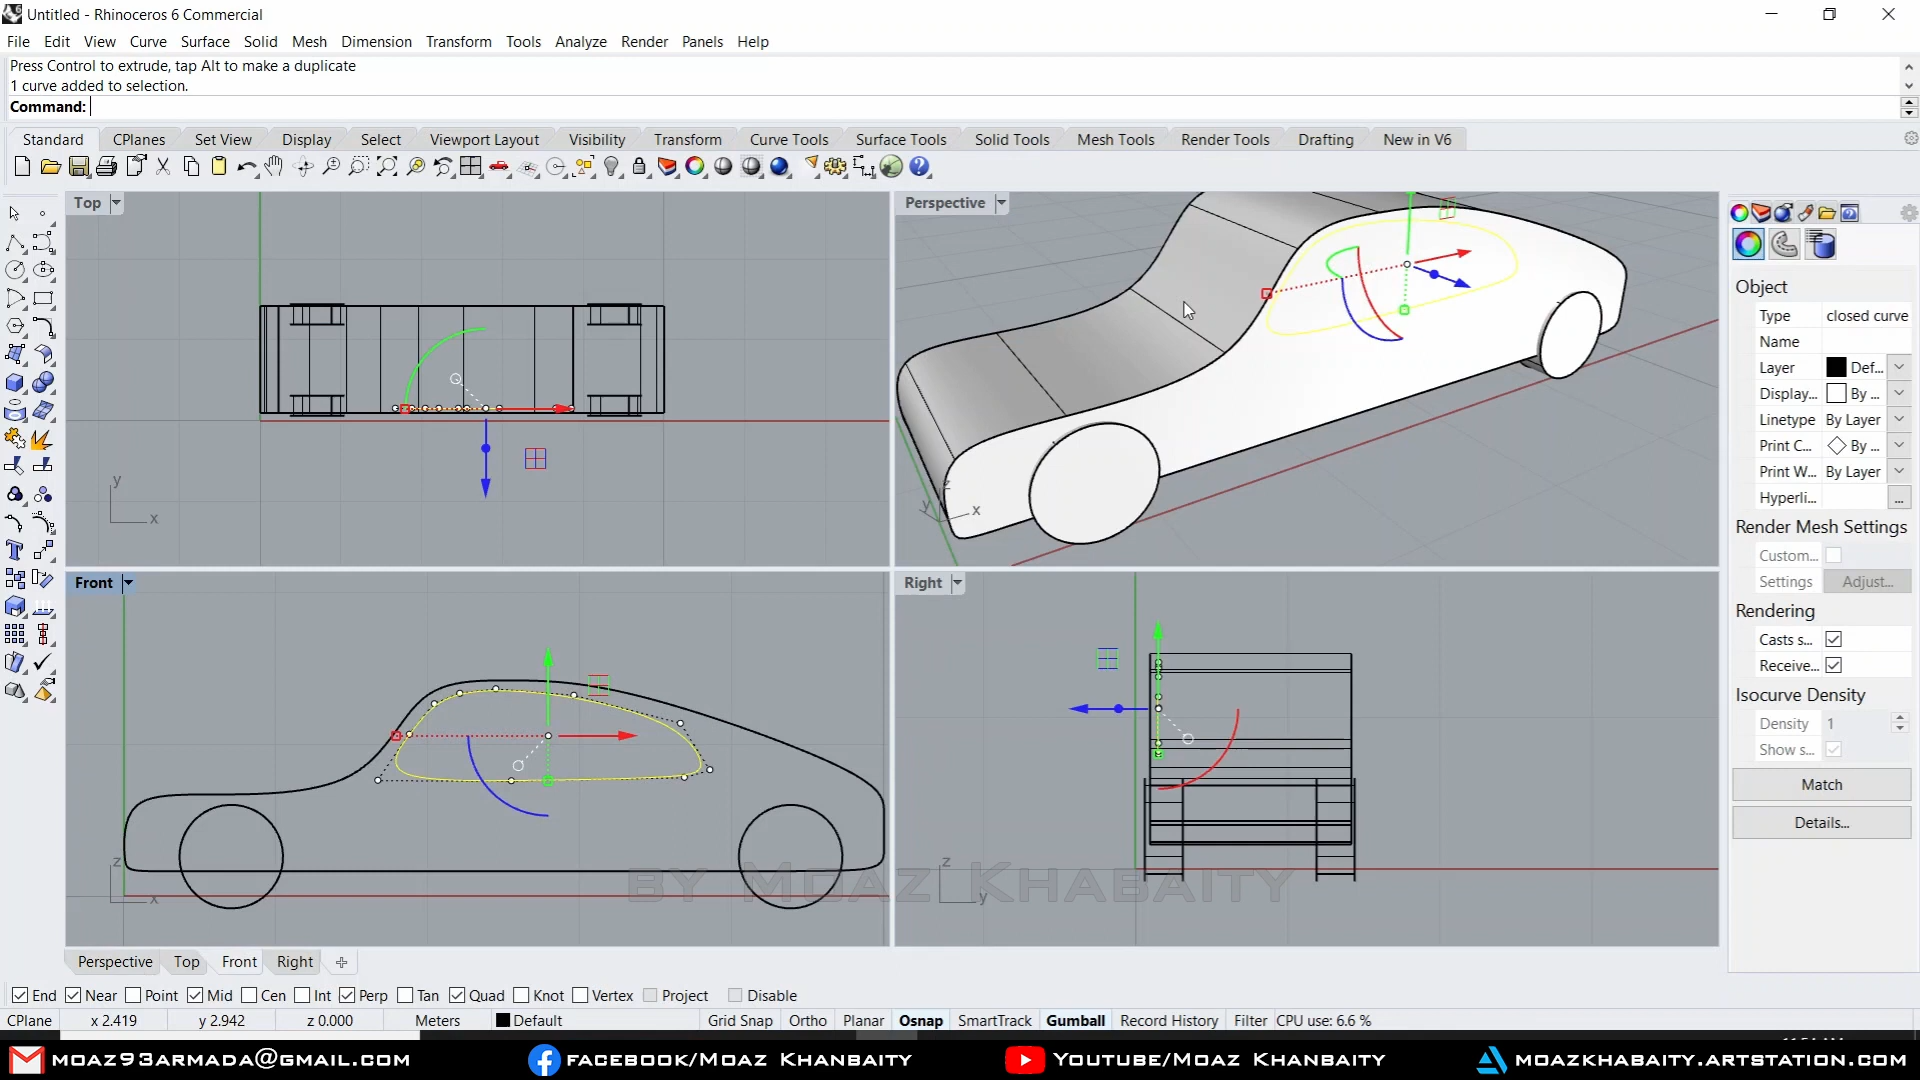 Untitled - Rhinoceros 6 Commercial
File Edit View Curve Surface Solid Mesh Dimension Transform Tools Analyze Render Panels Help
Press Control to extrude, tap Alt to make a duplicate
1 curve added to selection.
Command:
Standard CPlanes Set View Display Select Viewport Layout Visibility Transform Curve Tools Surface Tools Solid Tools Mesh Tools Render Tools Drafting New in V6
Top
y
x
Perspective
z
y
x
Front
z
x
Right
z
y
Object
Type closed curve
Name
Layer Def...
Display... By ...
Linetype By Layer
Print C... By ...
Print W... By Layer
Hyperli... ...
Render Mesh Settings
Custom...
Settings Adjust...
Rendering
Casts s...
Receive...
Isocurve Density
Density 1
Show s...
Match
Details...
BY MOAZ KHABAITY
Perspective Top Front Right
End Near Point Mid Cen Int Perp Tan Quad Knot Vertex Project Disable
CPlane x 2.419 y 2.942 z 0.000 Meters Default Grid Snap Ortho Planar Osnap SmartTrack Gumball Record History Filter CPU use: 6.6 %
MOAZ93ARMADA@GMAIL.COM FACEBOOK/MOAZ KHANBAITY YOUTUBE/MOAZ KHANBAITY MOAZKHABAITY.ARTSTATION.COM